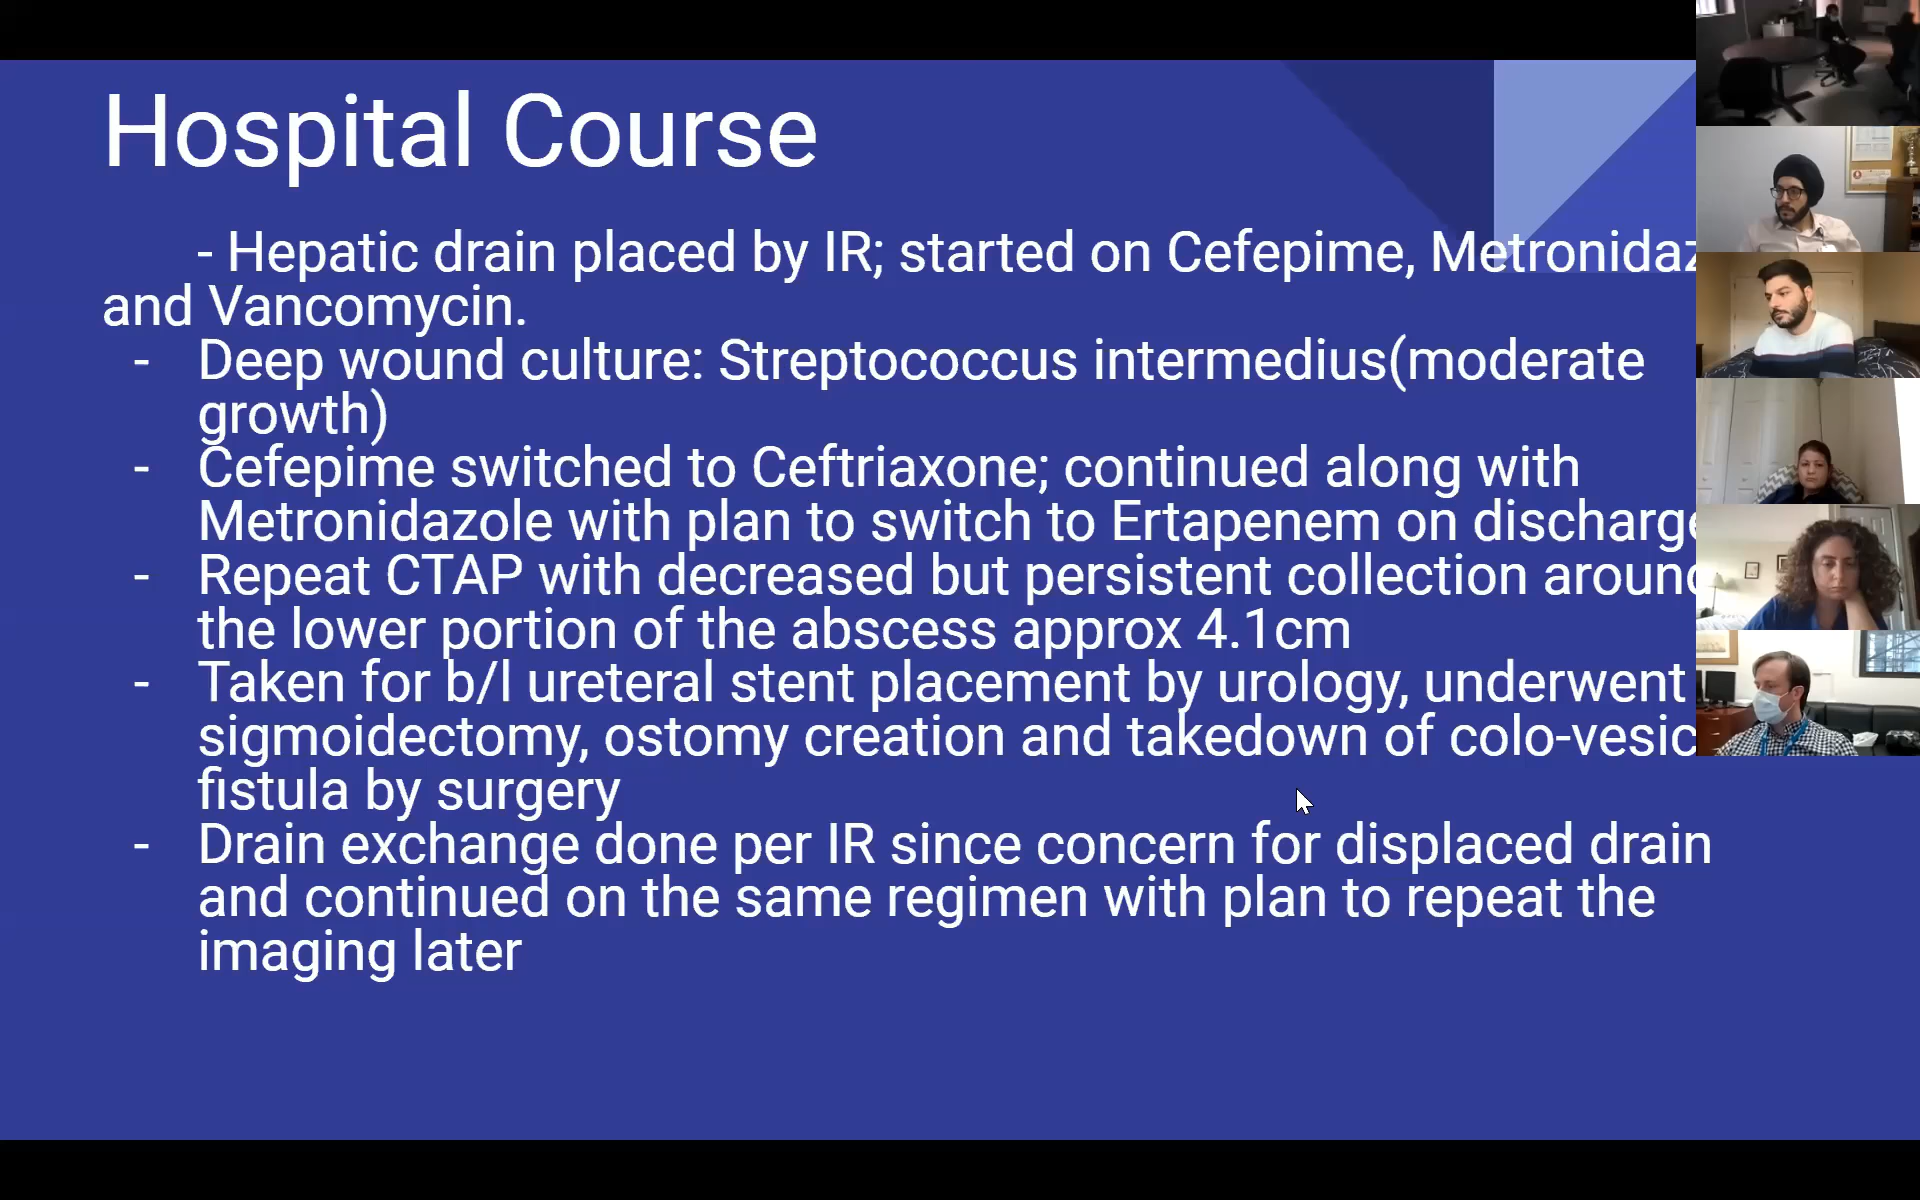 Hospital Course
- Hepatic drain placed by IR; started on Cefepime,
and Vancomycin.
- Deep wound culture: Streptococcus intermedius(moderate
growth)
- Cefepime switched to Ceftriaxone; continued along with
Metronidazole with plan to switch to Ertapenem on discharge
- Repeat CTAP with decreased but persistent collection around
the lower portion of the abscess approx 4.1cm
- Taken for b/l ureteral stent placement by urology, underwent
sigmoidectomy, ostomy creation and takedown of colo-vesic
fistula by surgery
- Drain exchange done per IR since concern for displaced drain
and continued on the same regimen with plan to repeat the
imaging later